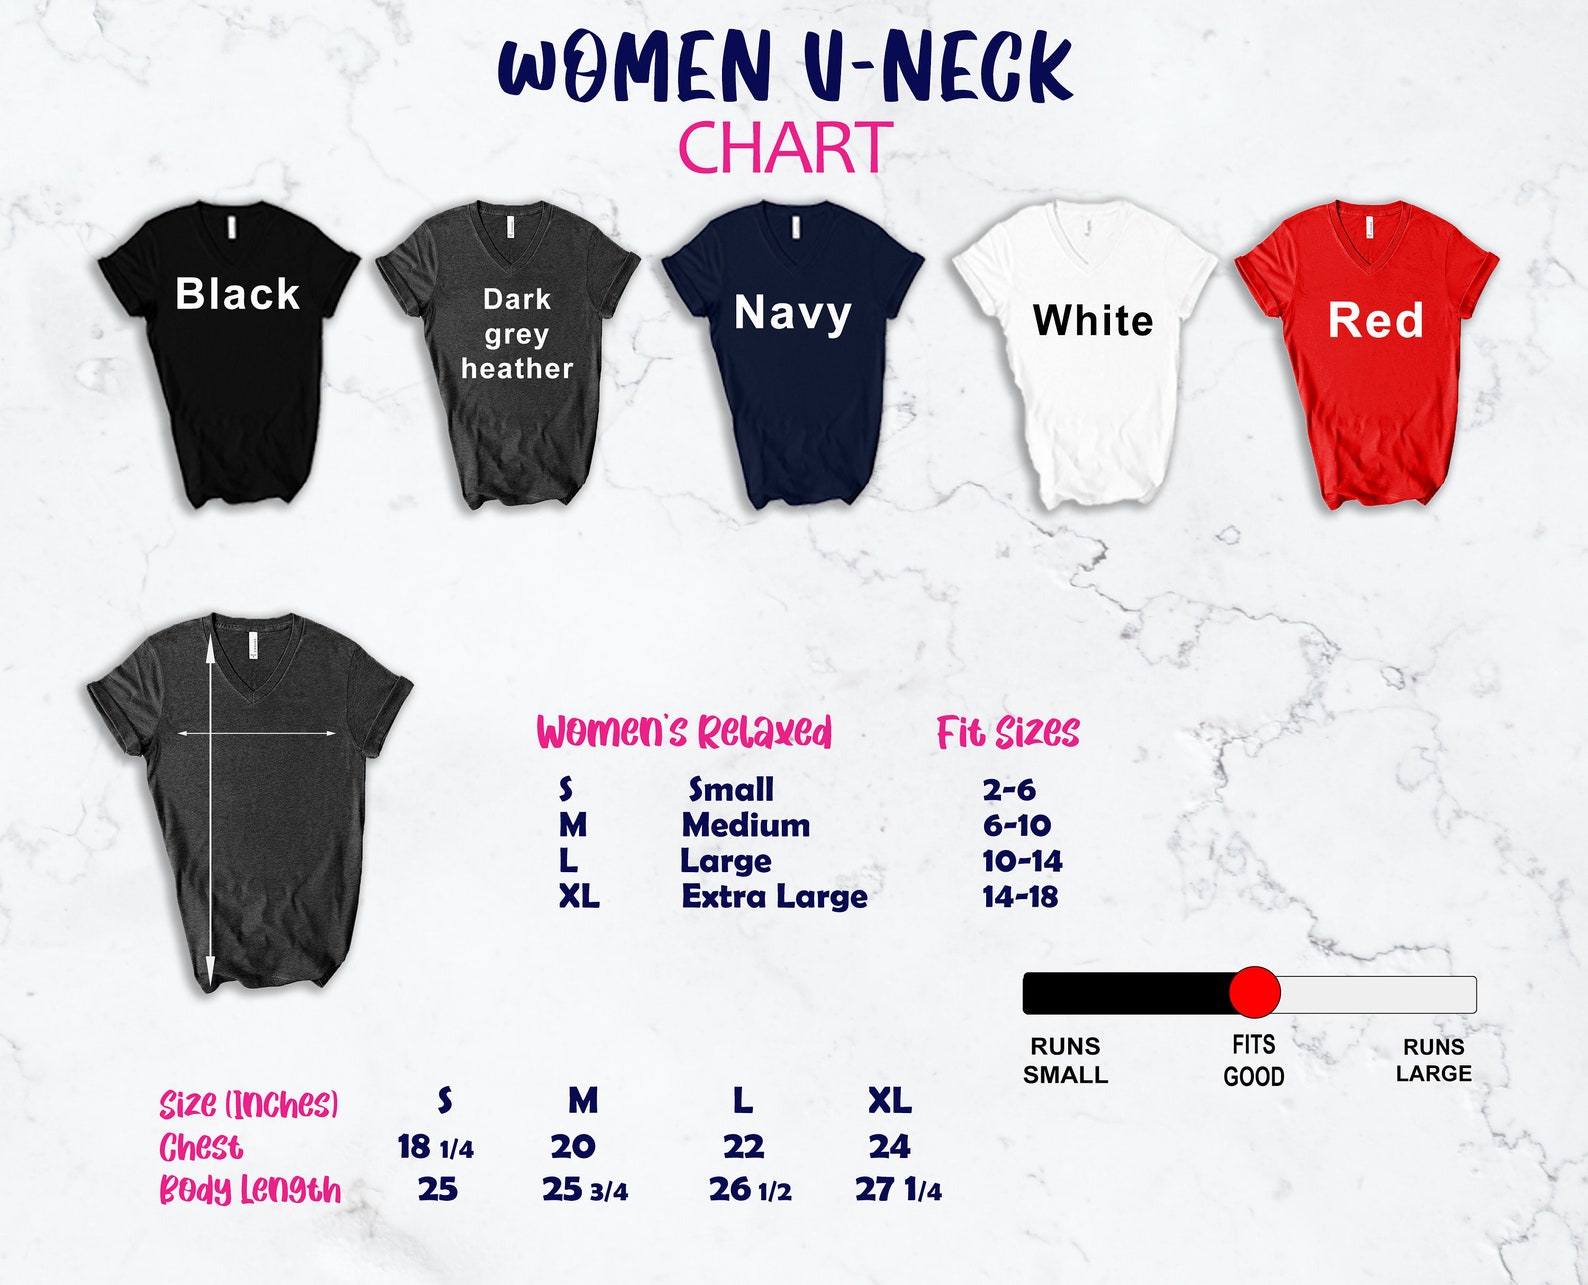 WOMEN V-NECK
CHART
Black
Dark
grey
heather
Navy
White
Red
Women's Relaxed Fit Sizes
S Small 2-6
M Medium 6-10
L Large 10-14
XL Extra Large 14-18
RUNS SMALL
FITS GOOD
RUNS LARGE
Size (Inches) S M L XL
Chest 18 1/4 20 22 24
Body Length 25 25 3/4 26 1/2 27 1/4